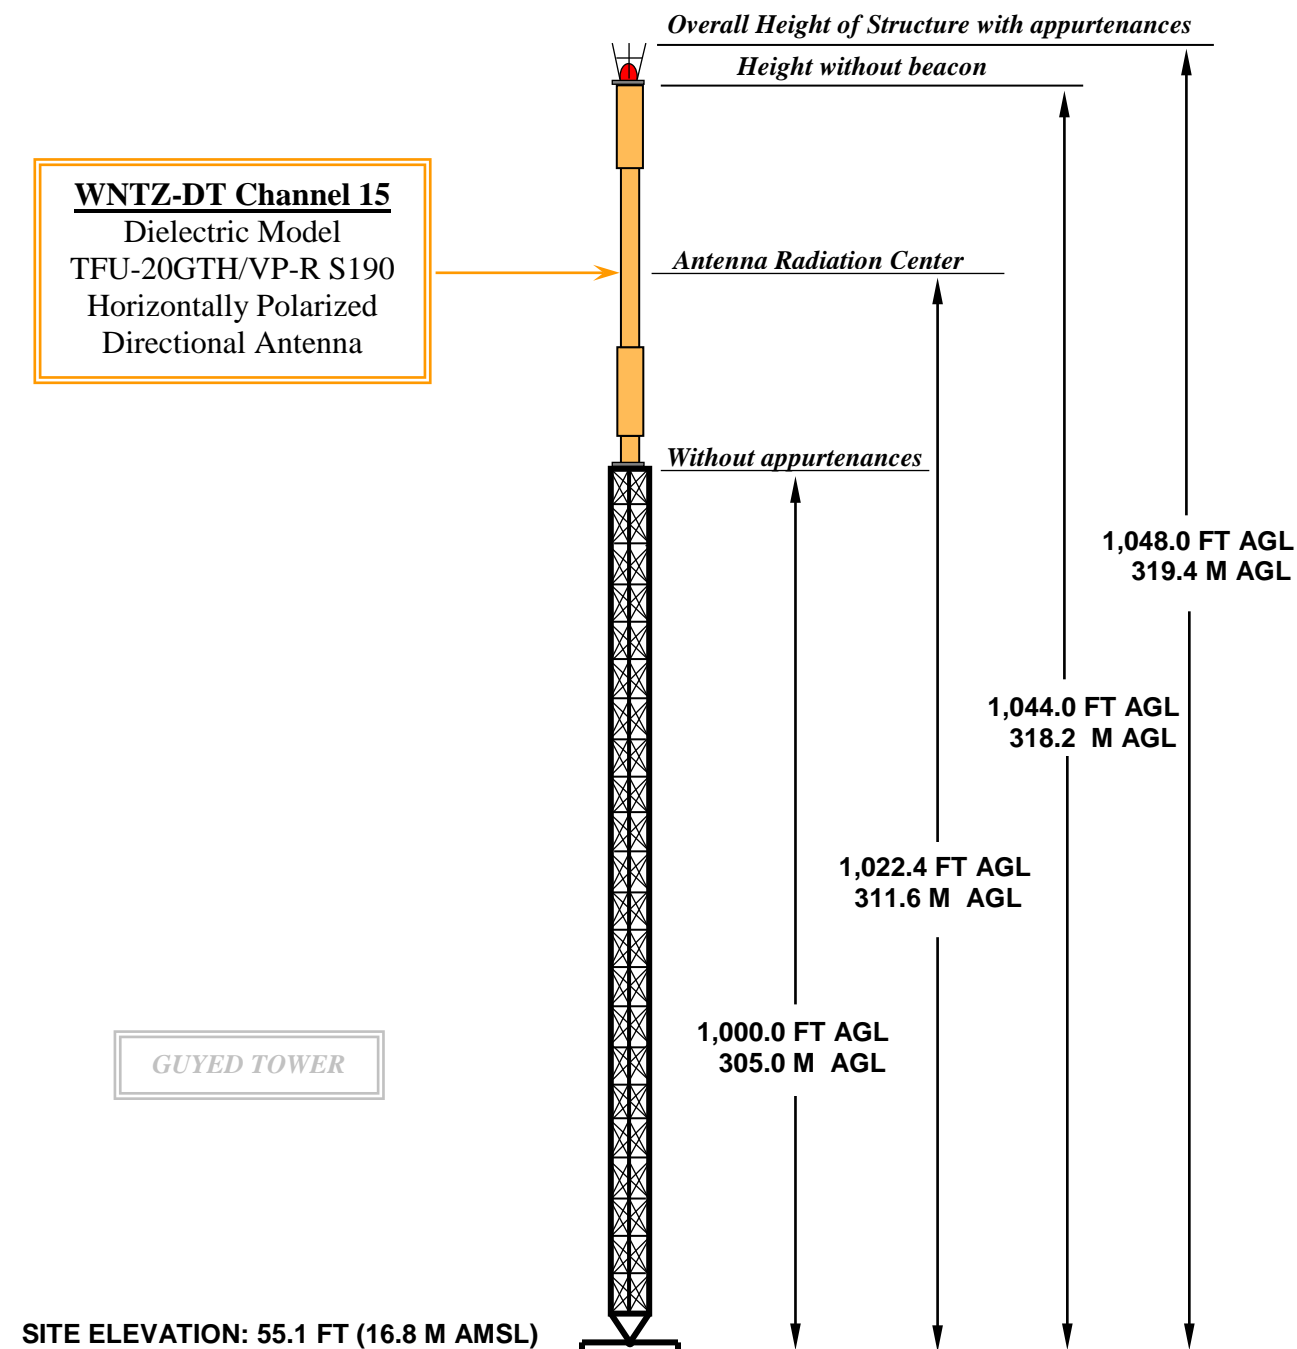 Overall Height of Structure with appurtenances
Height without beacon
WNTZ-DT Channel 15
Dielectric Model
TFU-20GTH/VP-R S190
Horizontally Polarized
Directional Antenna
Antenna Radiation Center
Without appurtenances
1,048.0 FT AGL
319.4 M AGL
1,044.0 FT AGL
318.2 M AGL
1,022.4 FT AGL
311.6 M AGL
1,000.0 FT AGL
305.0 M AGL
GUYED TOWER
SITE ELEVATION: 55.1 FT (16.8 M AMSL)